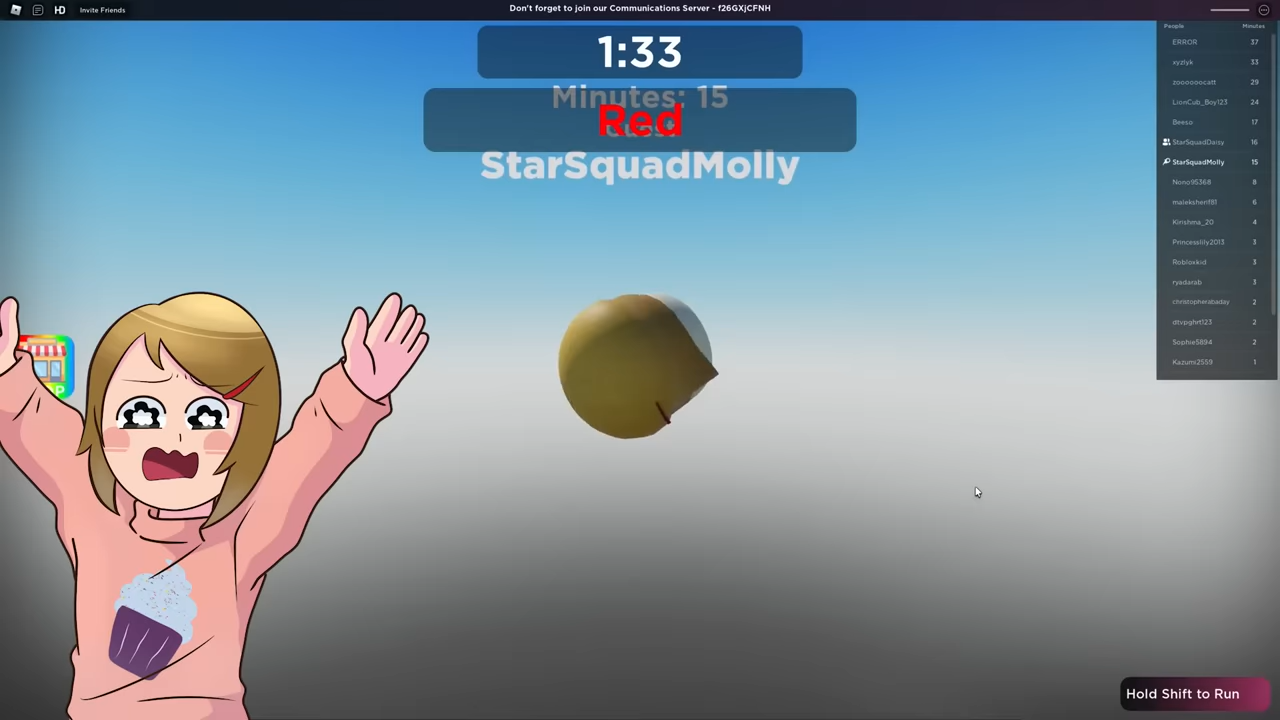 HD
Invite Friends
Don't forget to join our Communications Server - f26GXjCFNH
1:33
Minutes: 15
Red
StarSquadMolly
People Minutes
ERROR 37
xyzlyk 33
zoooooocatt 29
LionCub_Boy123 24
Beeso 17
StarSquadDaisy 16
StarSquadMolly 15
Nono95368 8
4
Princesslily2013 3
Robloxkid 3
ryadarab 3
christopherabaday 2
dtvpghrt123 2
Sophie5894 2
Kazumi2559 1
Hold Shift to Run